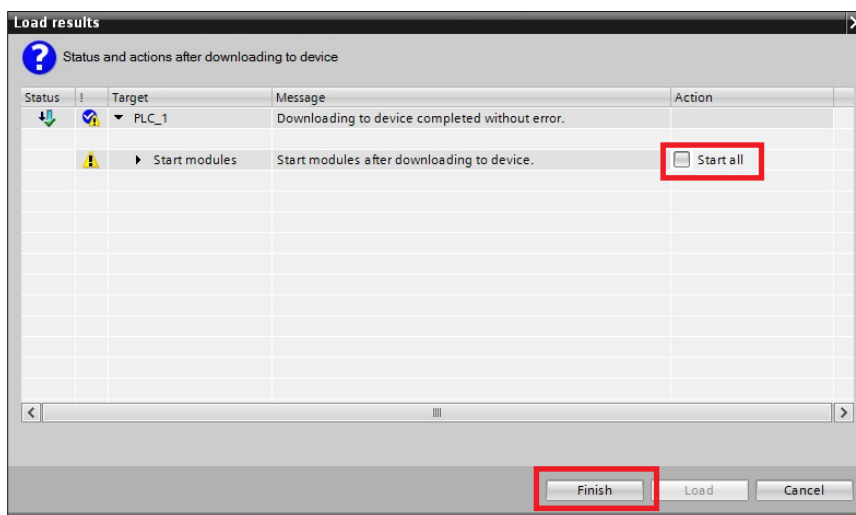 Load results
Status and actions after downloading to device
Status ! Target Message Action
PLC_1 Downloading to device completed without error.
Start modules Start modules after downloading to device. Start all
Finish Load Cancel